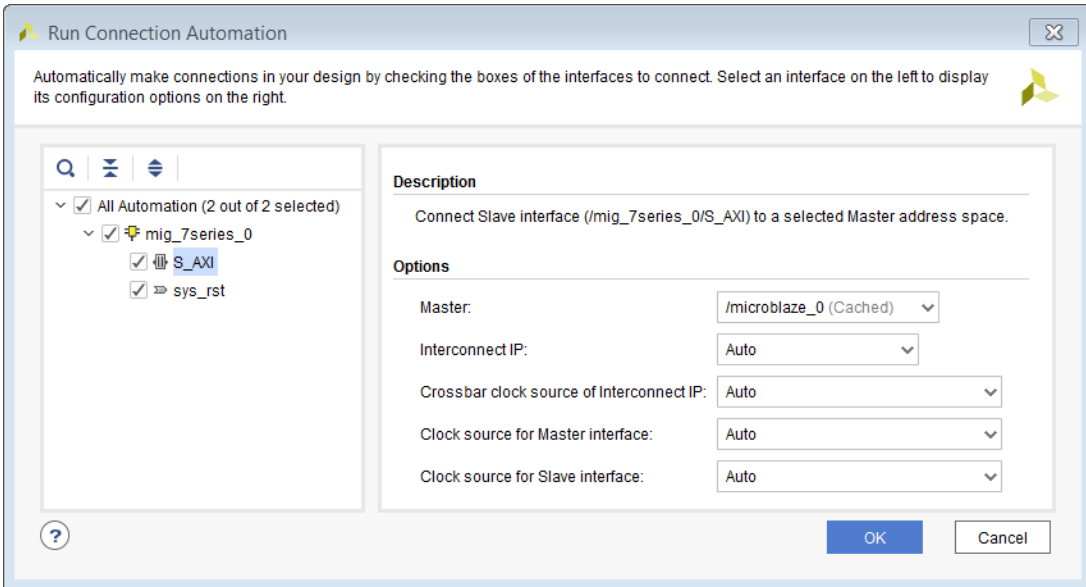 Run Connection Automation
Automatically make connections in your design by checking the boxes of the interfaces to connect. Select an interface on the left to display
its configuration options on the right.
All Automation (2 out of 2 selected)
mig_7series_0
S_AXI
sys_rst
Description
Connect Slave interface (/mig_7series_0/S_AXI) to a selected Master address space.
Options
Master: /microblaze_0 (Cached)
Interconnect IP: Auto
Crossbar clock source of Interconnect IP: Auto
Clock source for Master interface: Auto
Clock source for Slave interface: Auto
?
OK Cancel